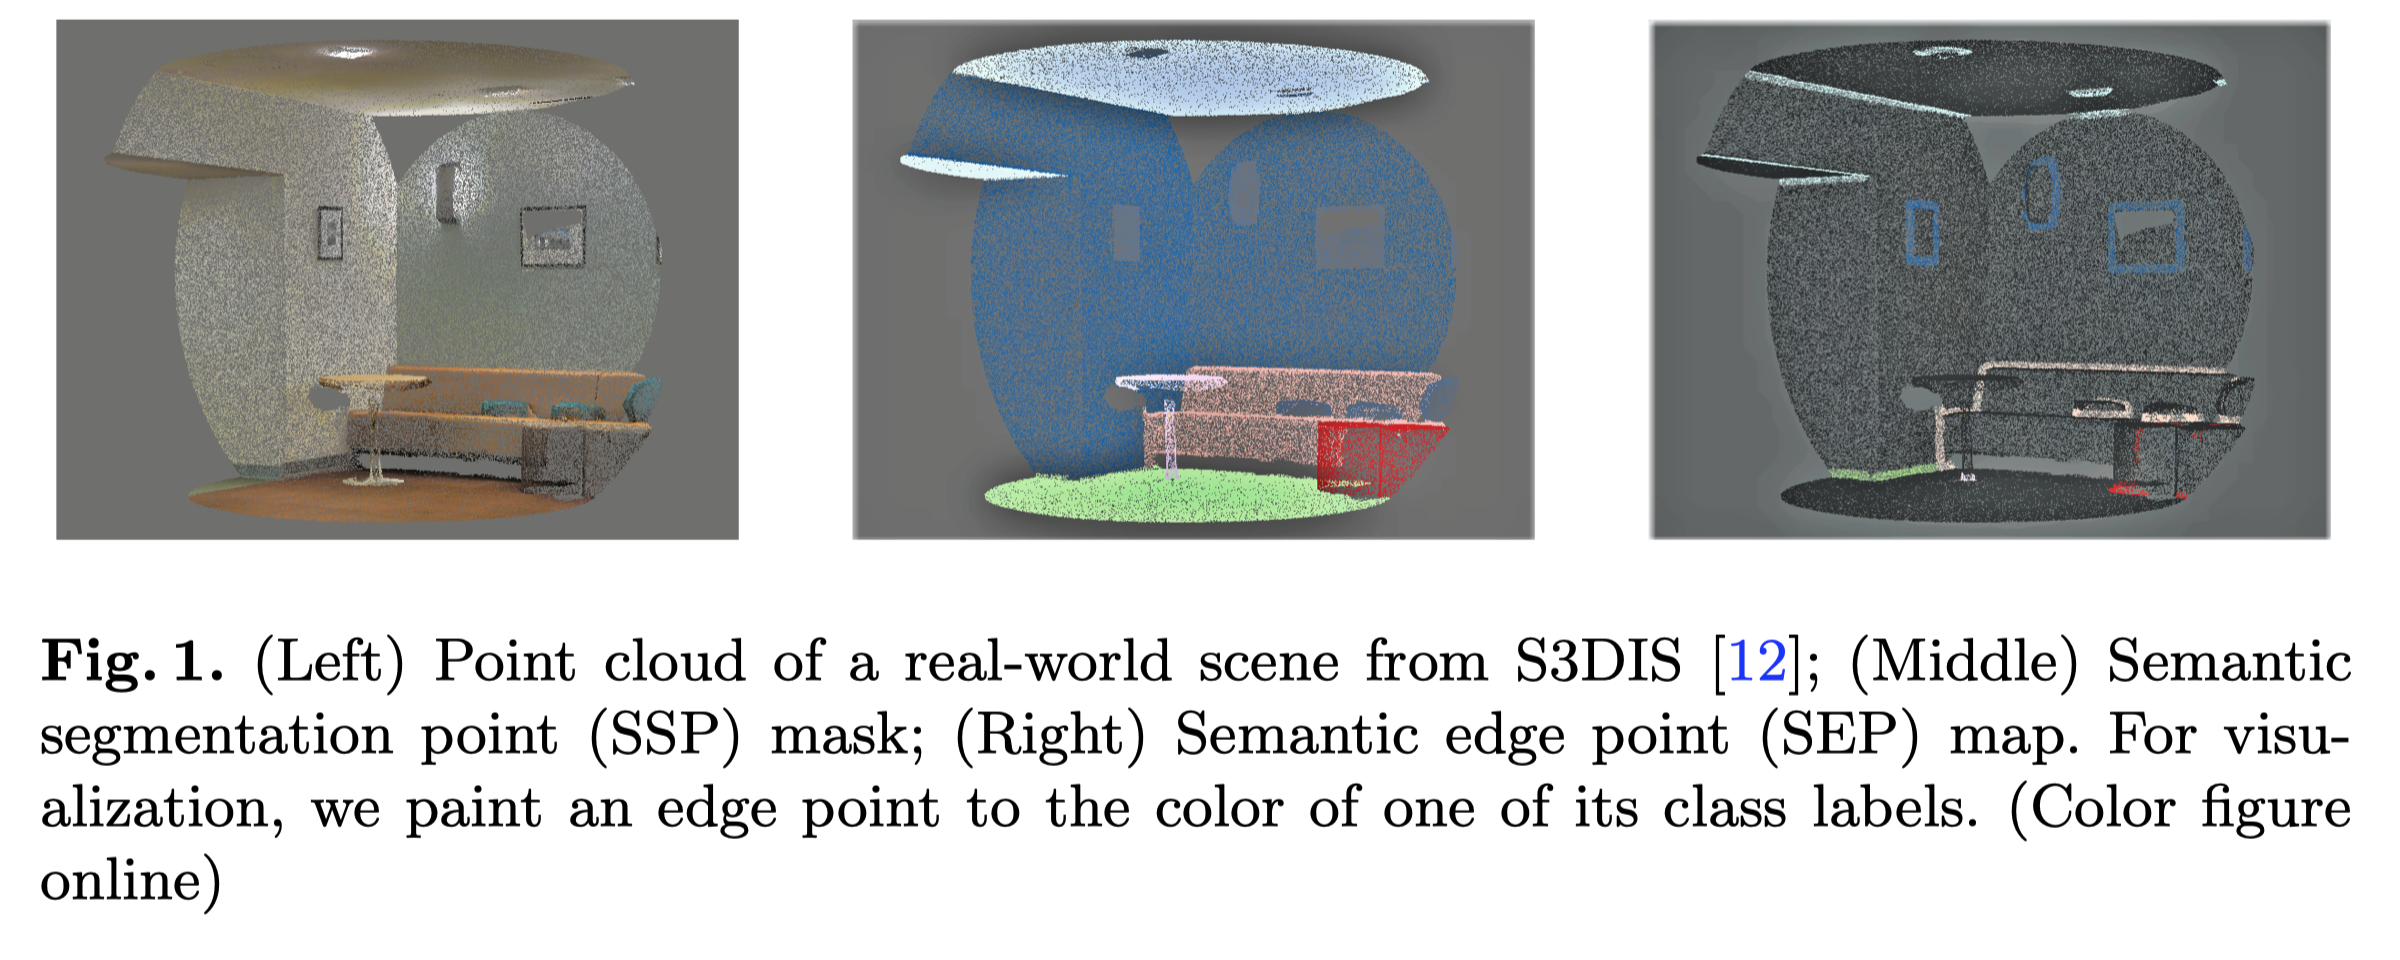 Fig. 1. (Left) Point cloud of a real-world scene from S3DIS [12]; (Middle) Semantic
segmentation point (SSP) mask; (Right) Semantic edge point (SEP) map. For visu-
alization, we paint an edge point to the color of one of its class labels. (Color figure
online)